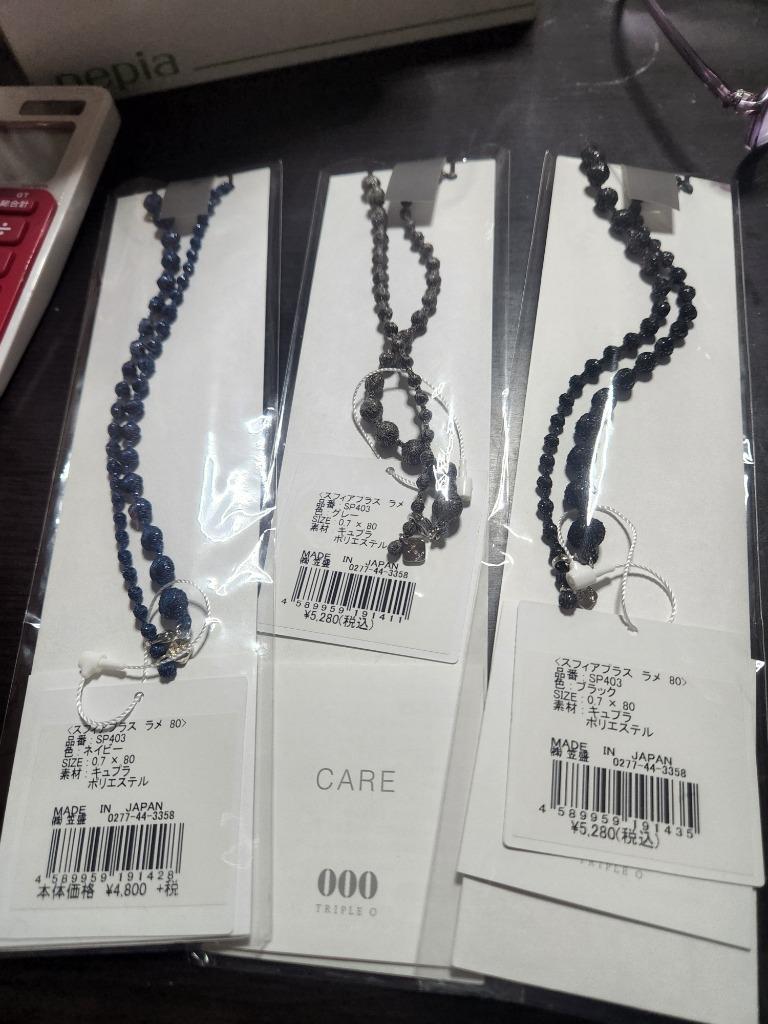 nepia
GT
総合計
÷
<スフィアプラス ラメ 80>
品番 : SP403
色 : ネイビー
SIZE : 0.7 × 80
素材 : キュプラ
ポリエステル
MADE IN JAPAN
㈱笠盛 0277-44-3358
4 589959 191428
本体価格 ¥4,800 +税
<スフィアプラス ラメ
品番 : SP403
色 : グレー
SIZE 0.7 × 80
素材 : キュプラ
ポリエステル
MADE IN JAPAN
㈱笠盛 0277-44-3358
4 589959 191411
¥5,280(税込)
CARE
000
TRIPLE O
<スフィアプラス ラメ 80>
品番 : SP403
色 : ブラック
SIZE : 0.7 × 80
素材 : キュプラ
ポリエステル
MADE IN JAPAN
㈱笠盛 0277-44-3358
4 589959 191435
¥5,280(税込)
TRIPLE O